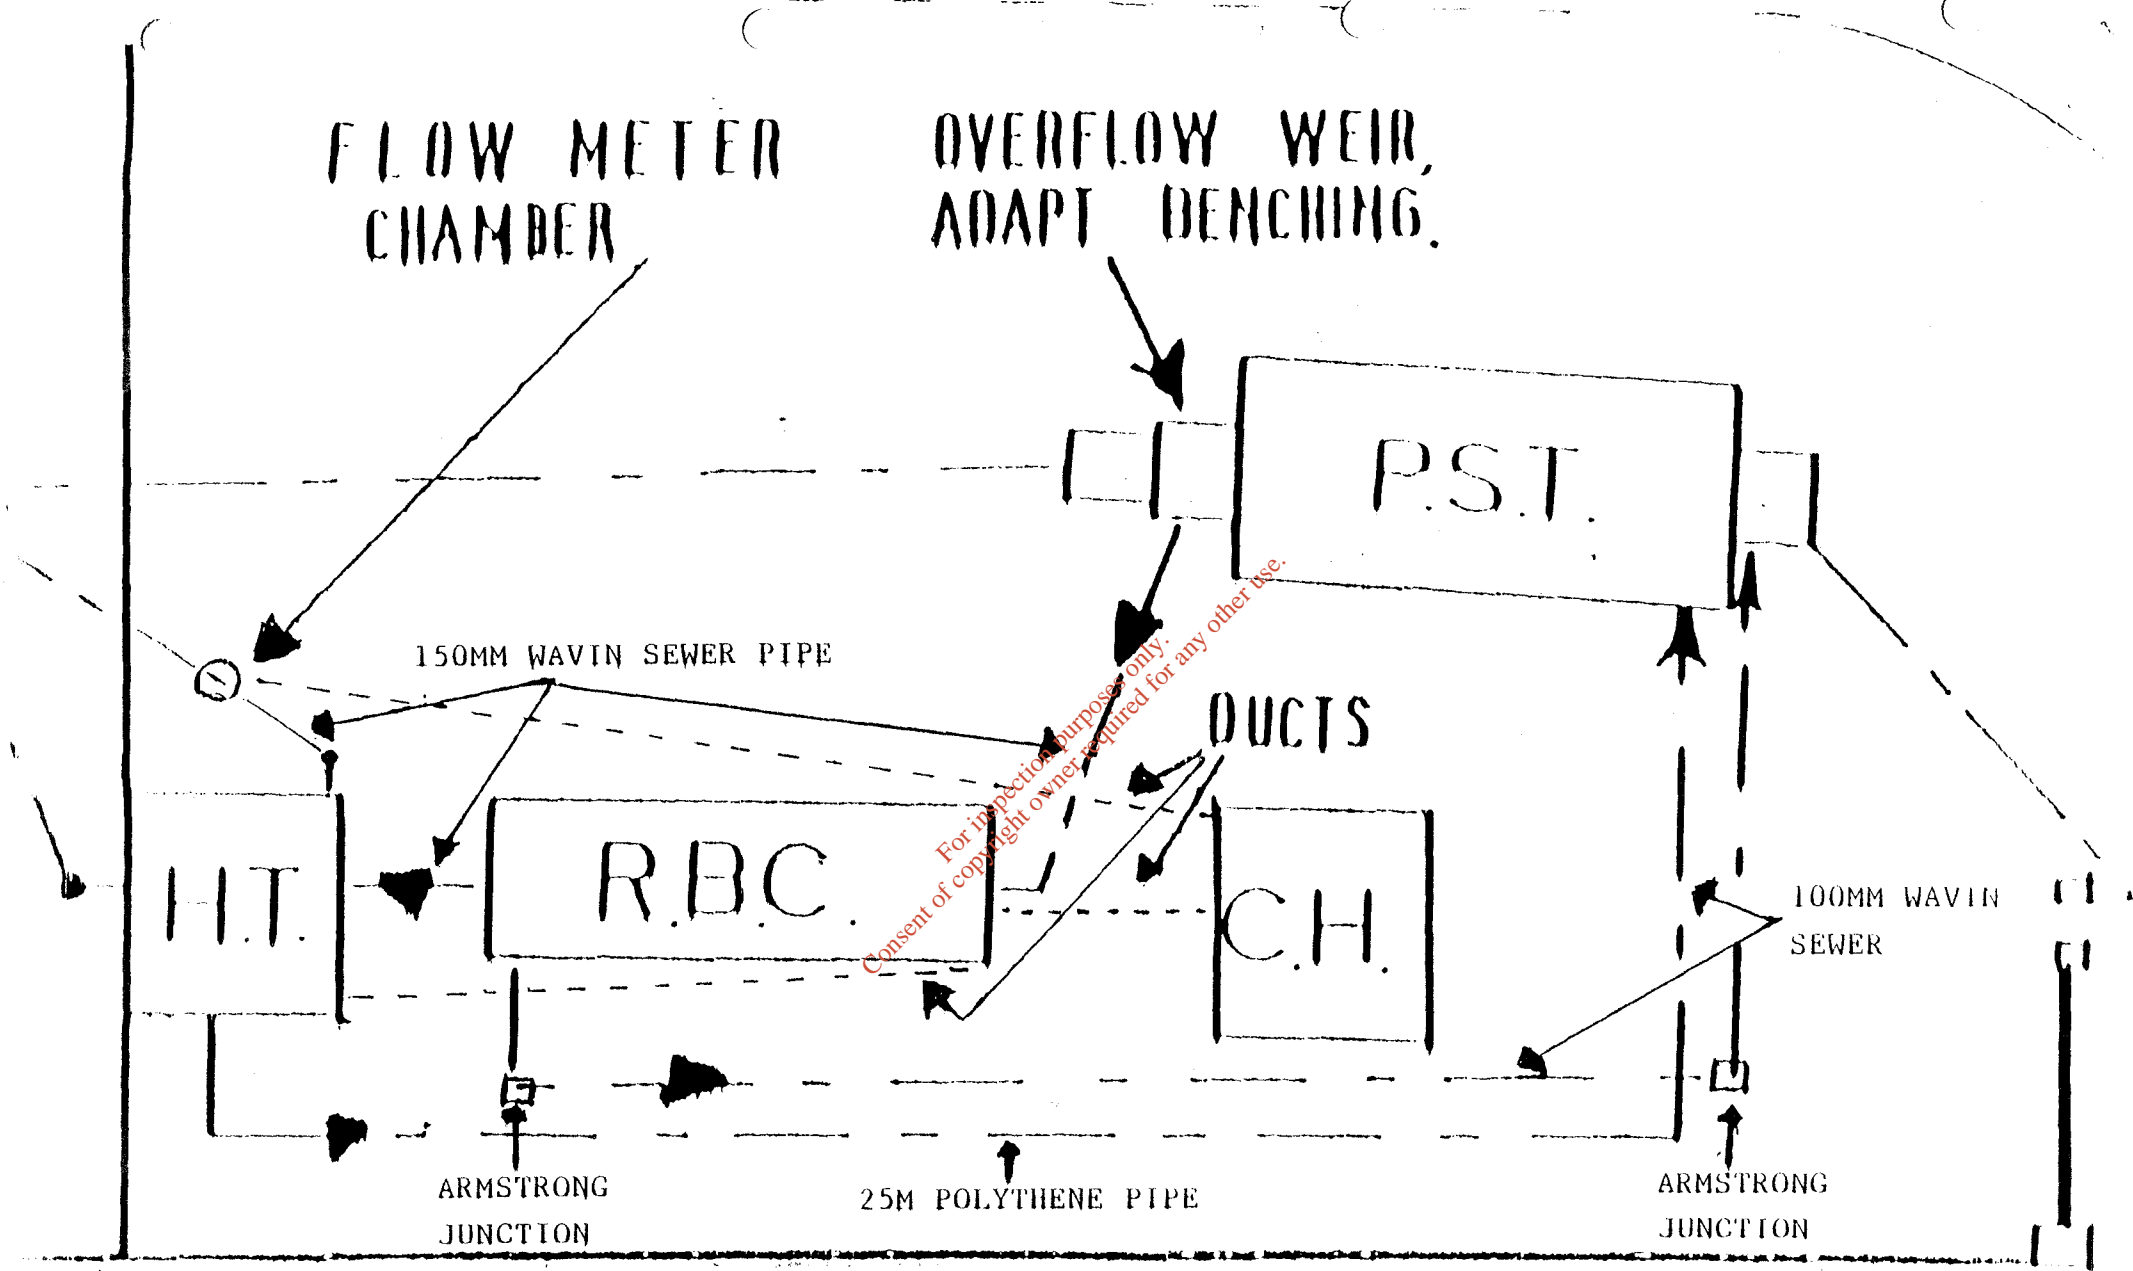 FLOW METER
CHAMBER
OVERFLOW WEIR,
ADAPT BENCHING.
P.S.T.
150MM WAVIN SEWER PIPE
DUCTS
H.T.
R.B.C.
C.H.
100MM WAVIN
SEWER
ARMSTRONG
JUNCTION
25M POLYTHENE PIPE
ARMSTRONG
JUNCTION
For inspection purposes only.
Consent of copyright owner required for any other use.